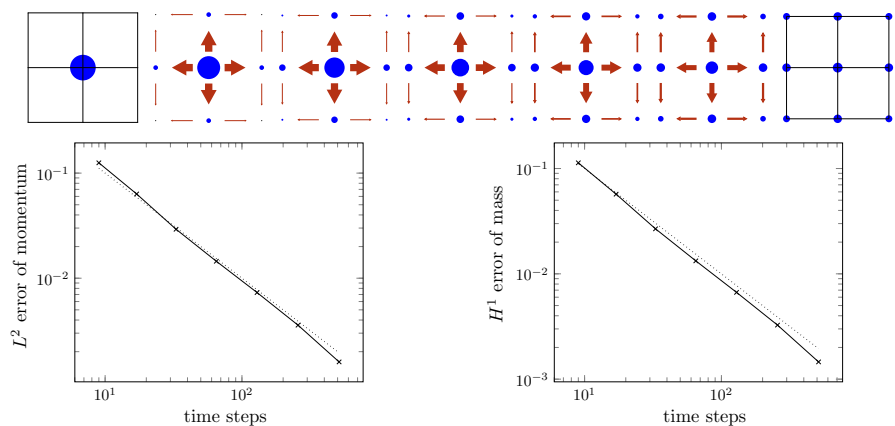 10^{-1}
10^{-2}
L^2 error of momentum
10^1
10^2
time steps
10^{-1}
10^{-2}
10^{-3}
H^1 error of mass
10^1
10^2
time steps